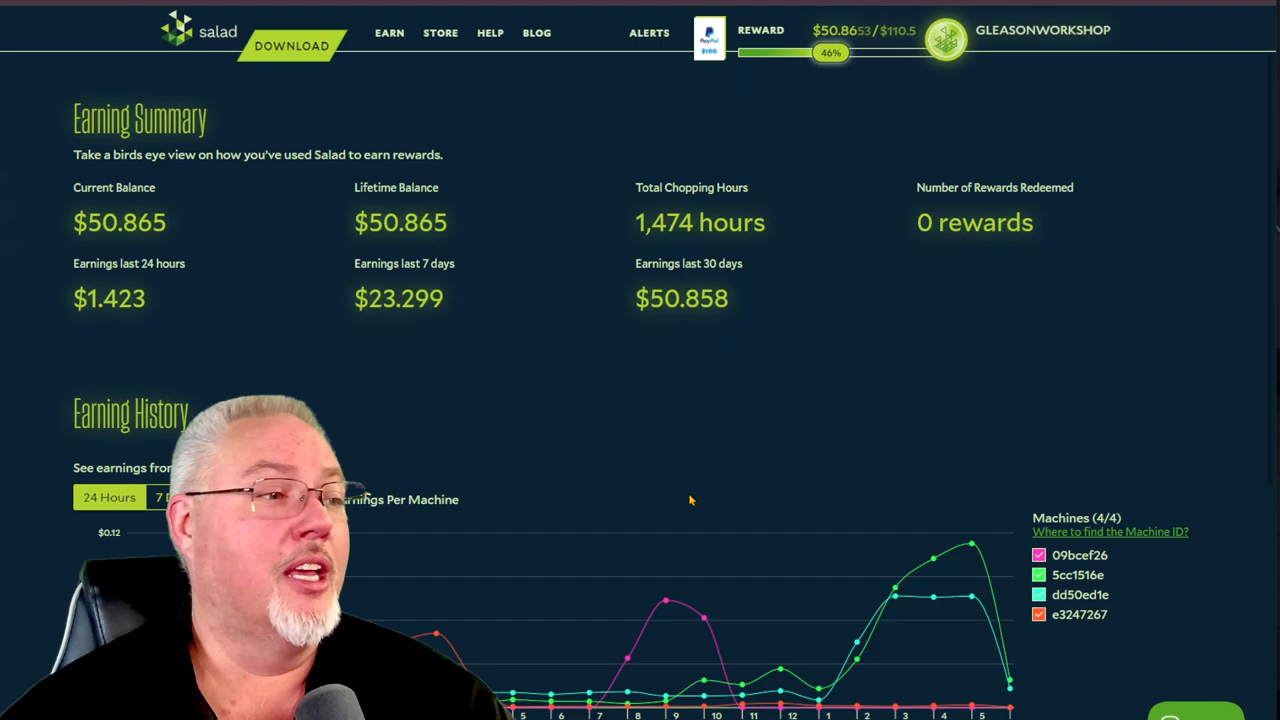 salad
DOWNLOAD
EARN STORE HELP BLOG
ALERTS
PayPal
$100
REWARD
$50.8653/$110.5
46%
GLEASONWORKSHOP
Earning Summary
Take a birds eye view on how you've used Salad to earn rewards.
Current Balance Lifetime Balance Total Chopping Hours Number of Rewards Redeemed
$50.865 $50.865 1,474 hours 0 rewards
Earnings last 24 hours Earnings last 7 days Earnings last 30 days
$1.423 $23.299 $50.858
Earning History
See earnings
24 Hours 7
Per Machine
$0.12
Machines (4/4)
Where to find the Machine ID?
09bcef26
5cc1516e
dd50ed1e
e3247267
5 6 7 8 9 10 11 12 1 2 3 4 5